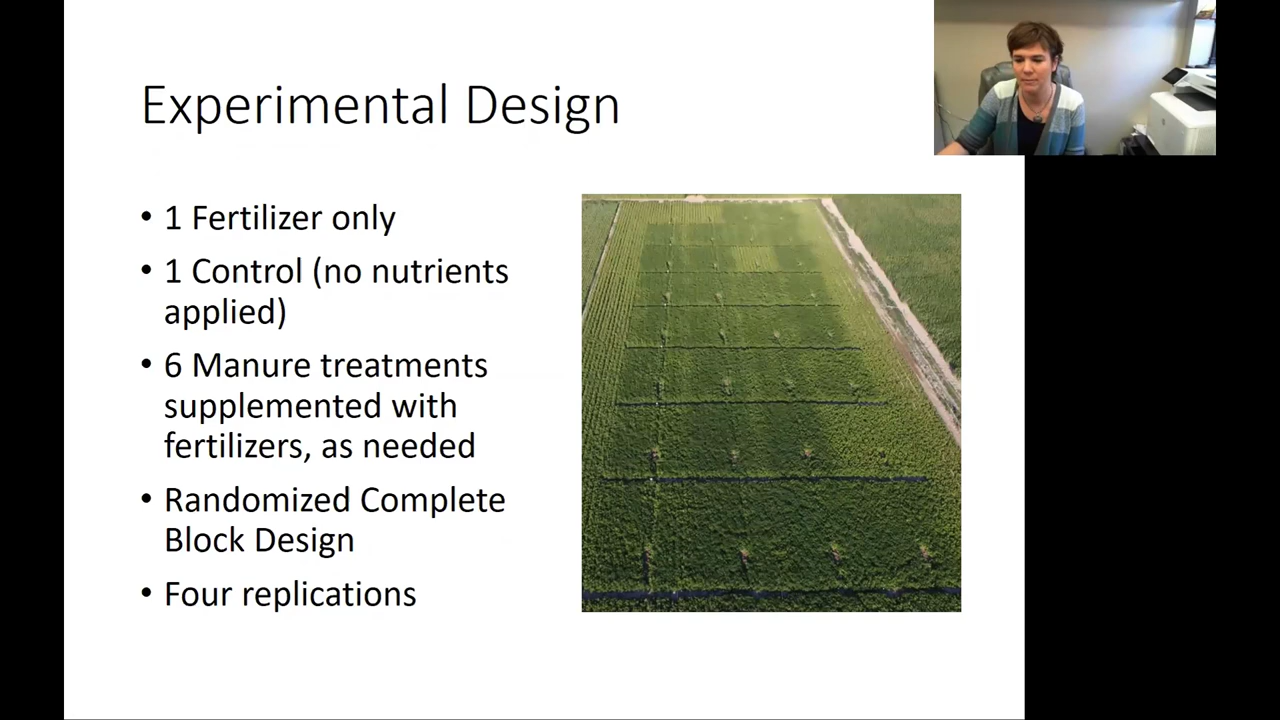 Experimental Design
• 1 Fertilizer only
• 1 Control (no nutrients
applied)
• 6 Manure treatments
supplemented with
fertilizers, as needed
• Randomized Complete
Block Design
• Four replications